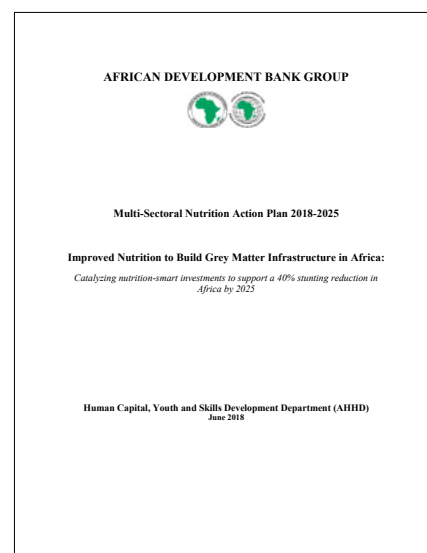 AFRICAN DEVELOPMENT BANK GROUP
Multi-Sectoral Nutrition Action Plan 2018-2025
Improved Nutrition to Build Grey Matter Infrastructure in Africa:
Catalyzing nutrition-smart investments to support a 40% stunting reduction in
Africa by 2025
Human Capital, Youth and Skills Development Department (AHHD)
June 2018